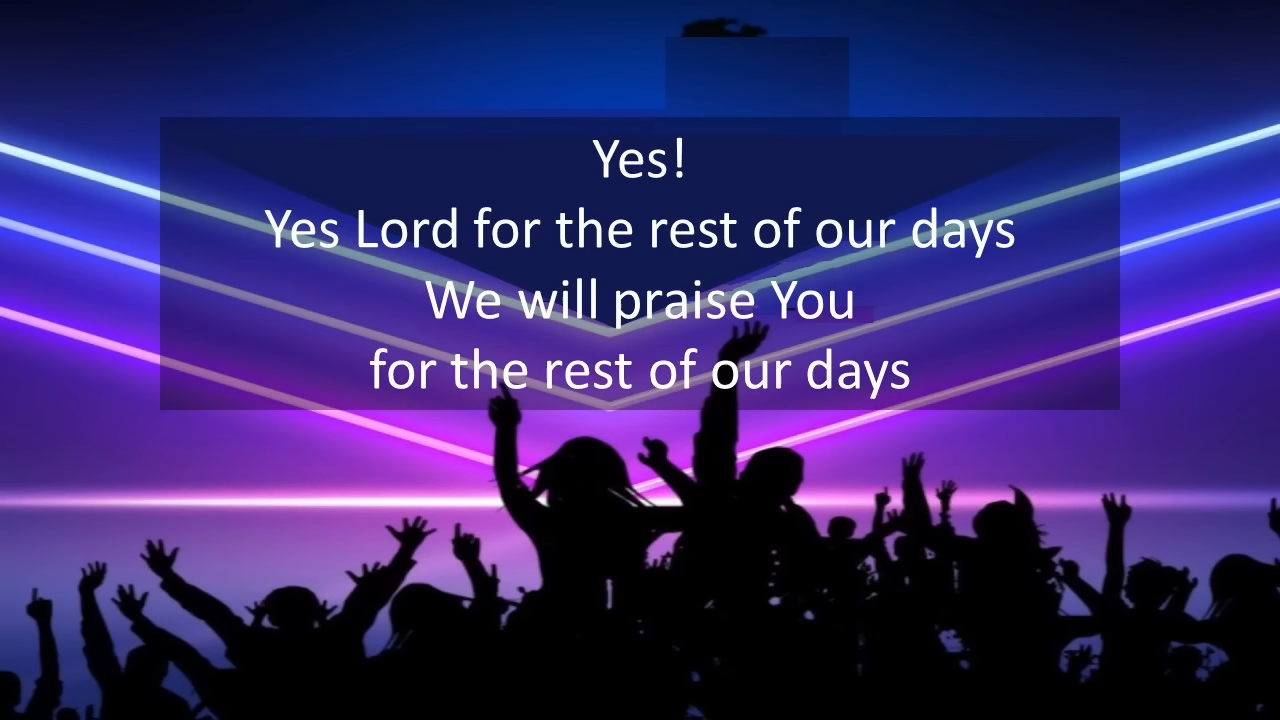 Yes!
Yes Lord for the rest of our days
We will praise You
for the rest of our days